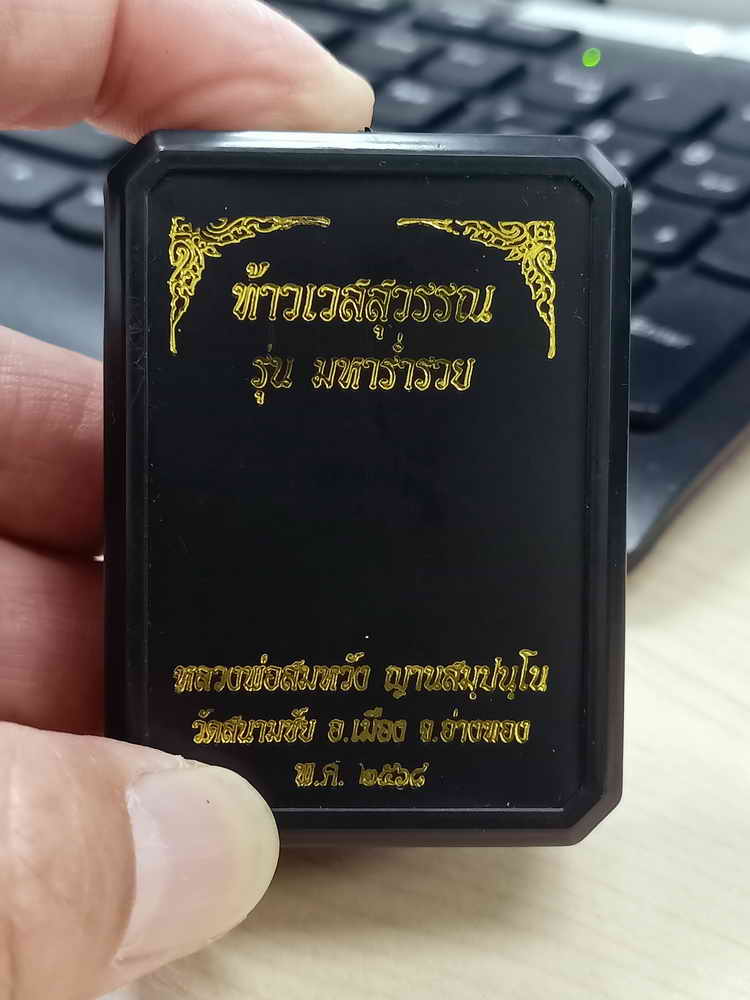 ท้าวเวสสุวรรณ
รุ่น มหาร่ำรวย
หลวงพ่อสมหวัง ญานสมฺปนฺโน
วัดสนามชัย อ.เมือง จ.อ่างทอง
พ.ศ. ๒๕๖๘